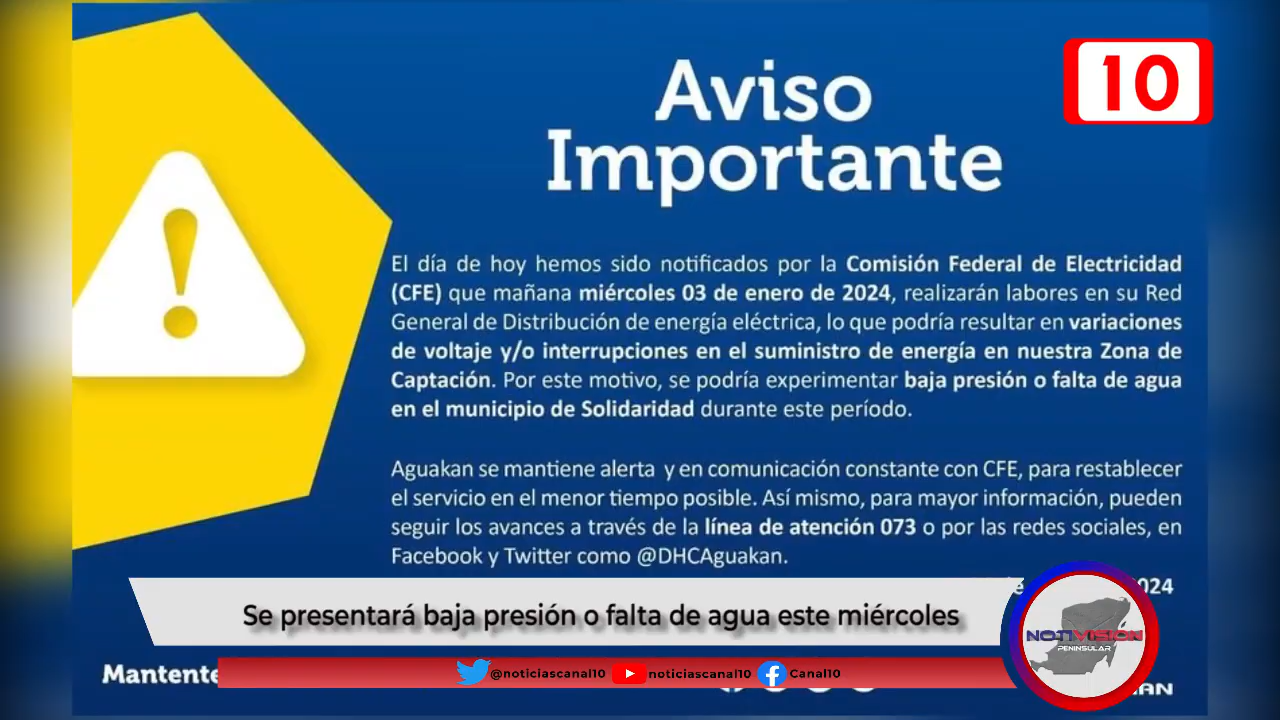 Aviso
Importante
10
El día de hoy hemos sido notificados por la Comisión Federal de Electricidad
(CFE) que mañana miércoles 03 de enero de 2024, realizarán labores en su Red
General de Distribución de energía eléctrica, lo que podría resultar en variaciones
de voltaje y/o interrupciones en el suministro de energía en nuestra Zona de
Captación. Por este motivo, se podría experimentar baja presión o falta de agua
en el municipio de Solidaridad durante este período.
Aguakan se mantiene alerta y en comunicación constante con CFE, para restablecer
el servicio en el menor tiempo posible. Así mismo, para mayor información, pueden
seguir los avances a través de la línea de atención 073 o por las redes sociales, en
Facebook y Twitter como @DHCAguakan.
Se presentará baja presión o falta de agua este miércoles
NOTIVISION
PENINSULAR
Mantente
@noticiascanal10 noticiascanal10 Canal10